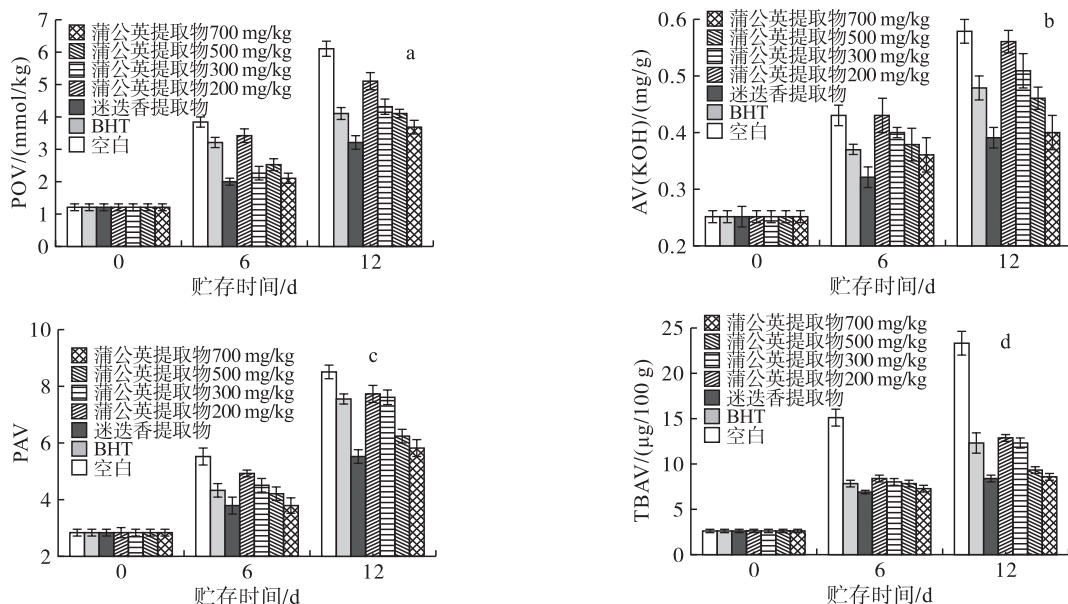 POV/(mmol/kg)
7
6
5
4
3
2
1
0
蒲公英提取物700 mg/kg
蒲公英提取物500 mg/kg
蒲公英提取物300 mg/kg
蒲公英提取物200 mg/kg
迷迭香提取物
BHT
空白
a
0 6 12
贮存时间/d
AV(KOH)/(mg/g)
0.6
0.5
0.4
0.3
0.2
蒲公英提取物700 mg/kg
蒲公英提取物500 mg/kg
蒲公英提取物300 mg/kg
蒲公英提取物200 mg/kg
迷迭香提取物
BHT
空白
b
0 6 12
贮存时间/d
PAV
10
8
6
4
2
蒲公英提取物700 mg/kg
蒲公英提取物500 mg/kg
蒲公英提取物300 mg/kg
蒲公英提取物200 mg/kg
迷迭香提取物
BHT
空白
c
0 6 12
贮存时间/d
TBAV/(μg/100 g)
25
20
15
10
5
0
蒲公英提取物700 mg/kg
蒲公英提取物500 mg/kg
蒲公英提取物300 mg/kg
蒲公英提取物200 mg/kg
迷迭香提取物
BHT
空白
d
0 6 12
贮存时间/d